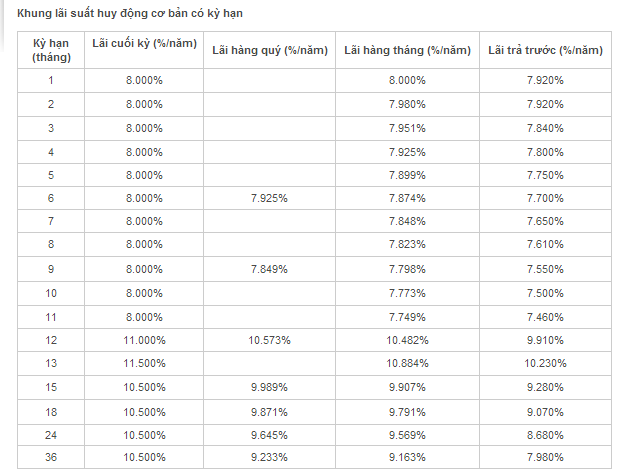 Khung lãi suất huy động cơ bản có kỳ hạn
Kỳ hạn (tháng) Lãi cuối kỳ (%/năm) Lãi hàng quý (%/năm) Lãi hàng tháng (%/năm) Lãi trả trước (%/năm)
1 8.000% 8.000% 7.920%
2 8.000% 7.980% 7.920%
3 8.000% 7.951% 7.840%
4 8.000% 7.925% 7.800%
5 8.000% 7.899% 7.750%
6 8.000% 7.925% 7.874% 7.700%
7 8.000% 7.848% 7.650%
8 8.000% 7.823% 7.610%
9 8.000% 7.849% 7.798% 7.550%
10 8.000% 7.773% 7.500%
11 8.000% 7.749% 7.460%
12 11.000% 10.573% 10.482% 9.910%
13 11.500% 10.884% 10.230%
15 10.500% 9.989% 9.907% 9.280%
18 10.500% 9.871% 9.791% 9.070%
24 10.500% 9.645% 9.569% 8.680%
36 10.500% 9.233% 9.163% 7.980%